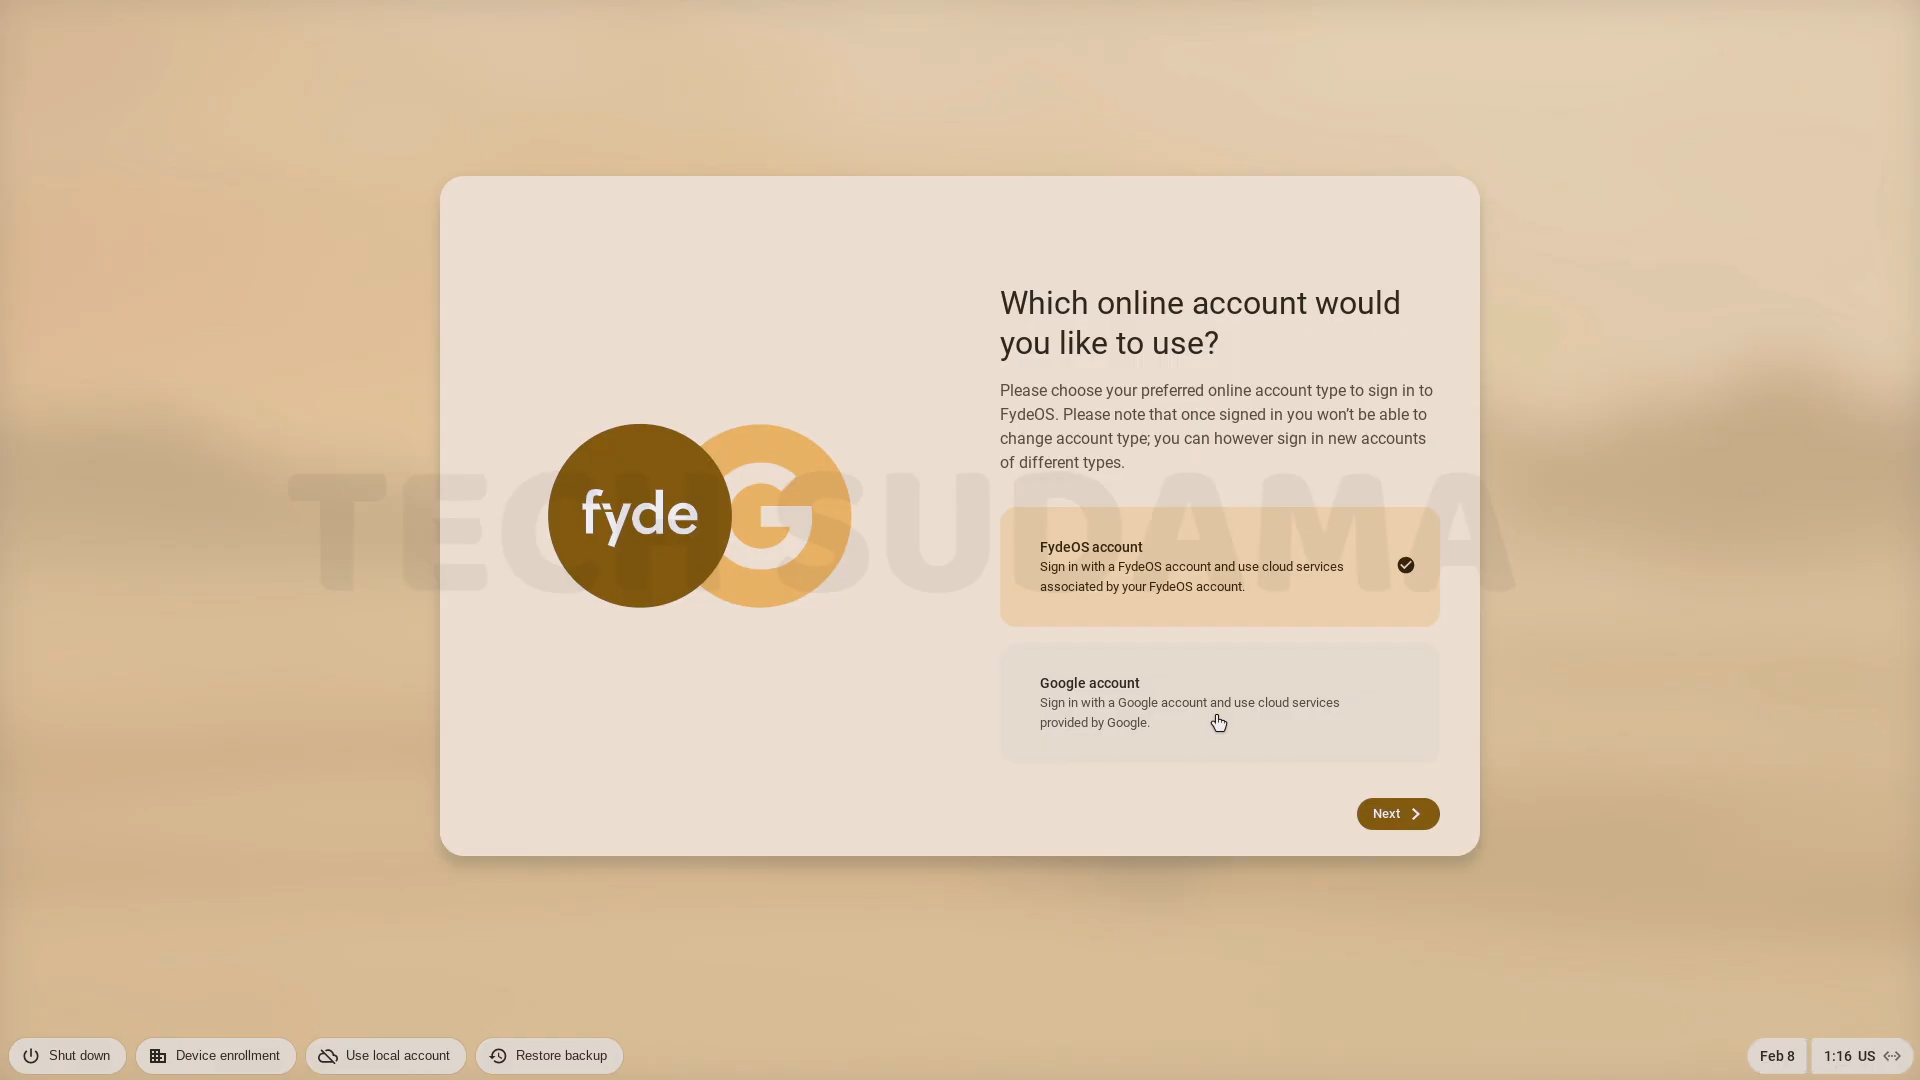 Which online account would
you like to use?
Please choose your preferred online account type to sign in to
FydeOS. Please note that once signed in you won’t be able to
change account type; you can however sign in new accounts
of different types.
TECH SUDAMA
fyde
G
FydeOS account
Sign in with a FydeOS account and use cloud services
associated by your FydeOS account.
Google account
Sign in with a Google account and use cloud services
provided by Google.
Next
Shut down
Device enrollment
Use local account
Restore backup
Feb 8
1:16 US